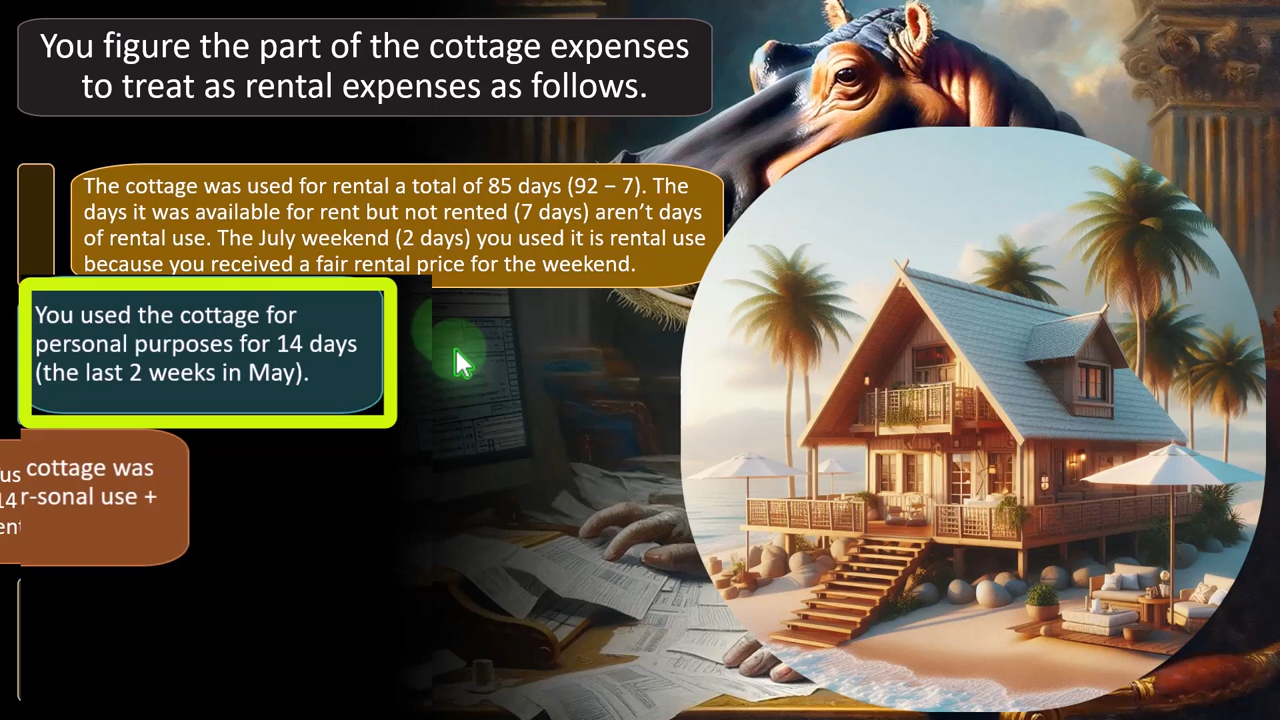 You figure the part of the cottage expenses
to treat as rental expenses as follows.
The cottage was used for rental a total of 85 days (92 − 7). The
days it was available for rent but not rented (7 days) aren’t days
of rental use. The July weekend (2 days) you used it is rental use
because you received a fair rental price for the weekend.
You used the cottage for
personal purposes for 14 days
(the last 2 weeks in May).
cottage was
r-sonal use +